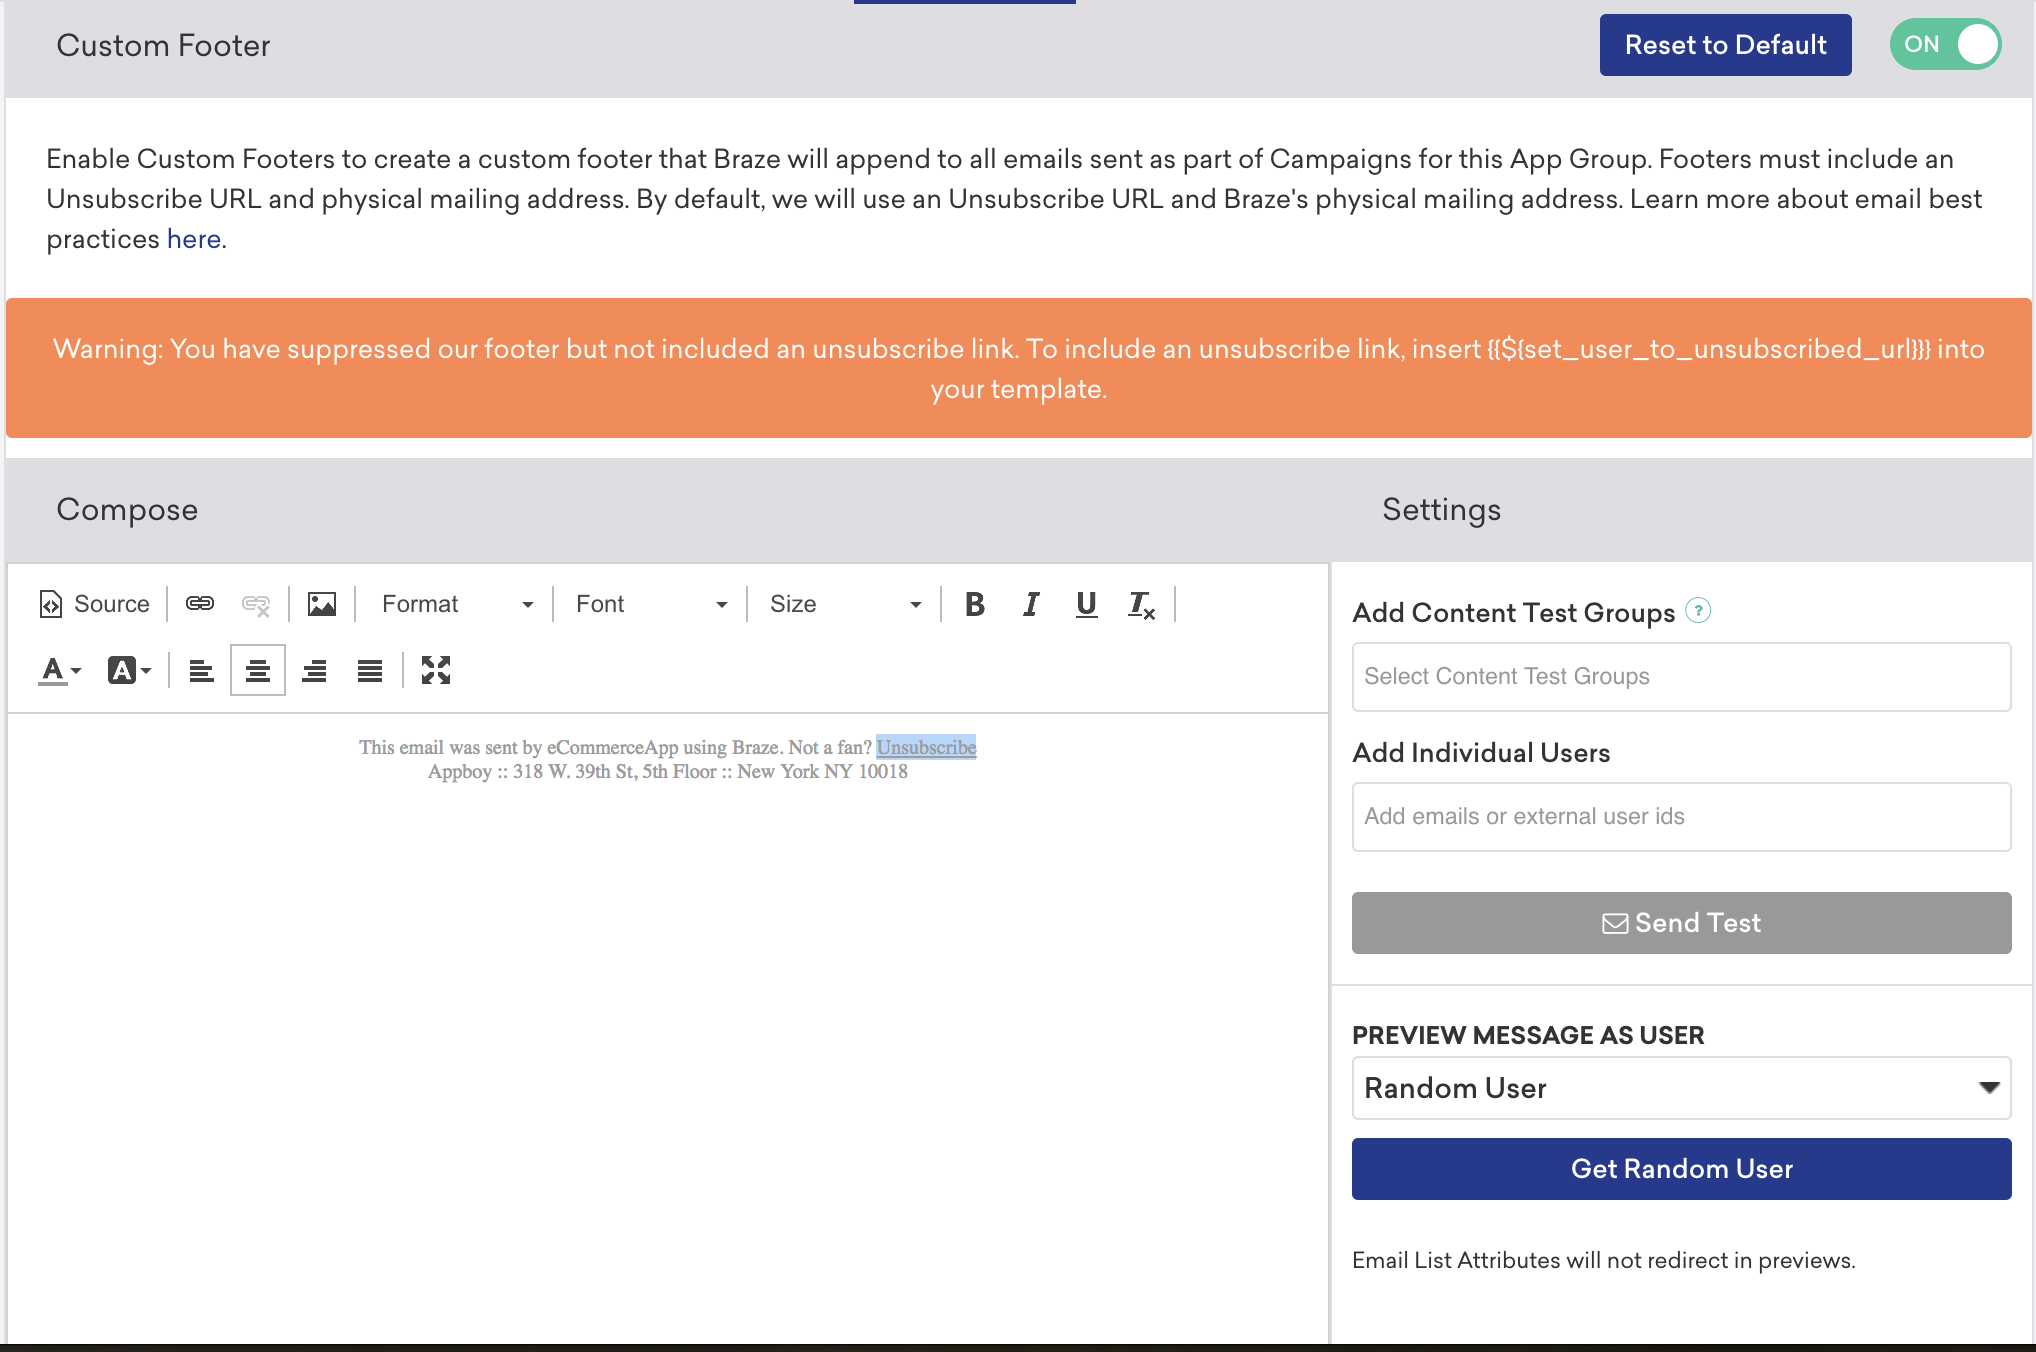 Custom Footer
Reset to Default
ON
Enable Custom Footers to create a custom footer that Braze will append to all emails sent as part of Campaigns for this App Group. Footers must include an
Unsubscribe URL and physical mailing address. By default, we will use an Unsubscribe URL and Braze's physical mailing address. Learn more about email best
practices here.
Warning: You have suppressed our footer but not included an unsubscribe link. To include an unsubscribe link, insert {{${set_user_to_unsubscribed_url}}} into
your template.
Compose
Settings
Source
Format
Font
Size
B I U Tx
A A
This email was sent by eCommerceApp using Braze. Not a fan? Unsubscribe
Appboy :: 318 W. 39th St, 5th Floor :: New York NY 10018
Add Content Test Groups ?
Select Content Test Groups
Add Individual Users
Add emails or external user ids
Send Test
PREVIEW MESSAGE AS USER
Random User
Get Random User
Email List Attributes will not redirect in previews.